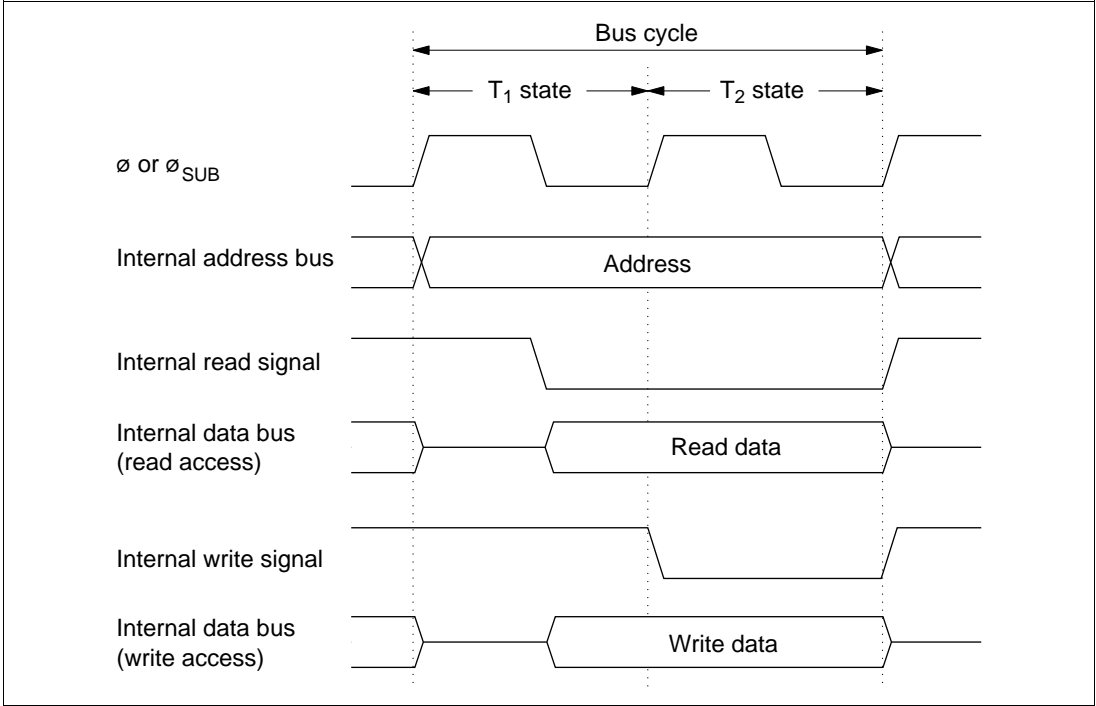 Bus cycle
T1 state
T2 state
ø or øSUB
Internal address bus
Address
Internal read signal
Internal data bus
(read access)
Read data
Internal write signal
Internal data bus
(write access)
Write data